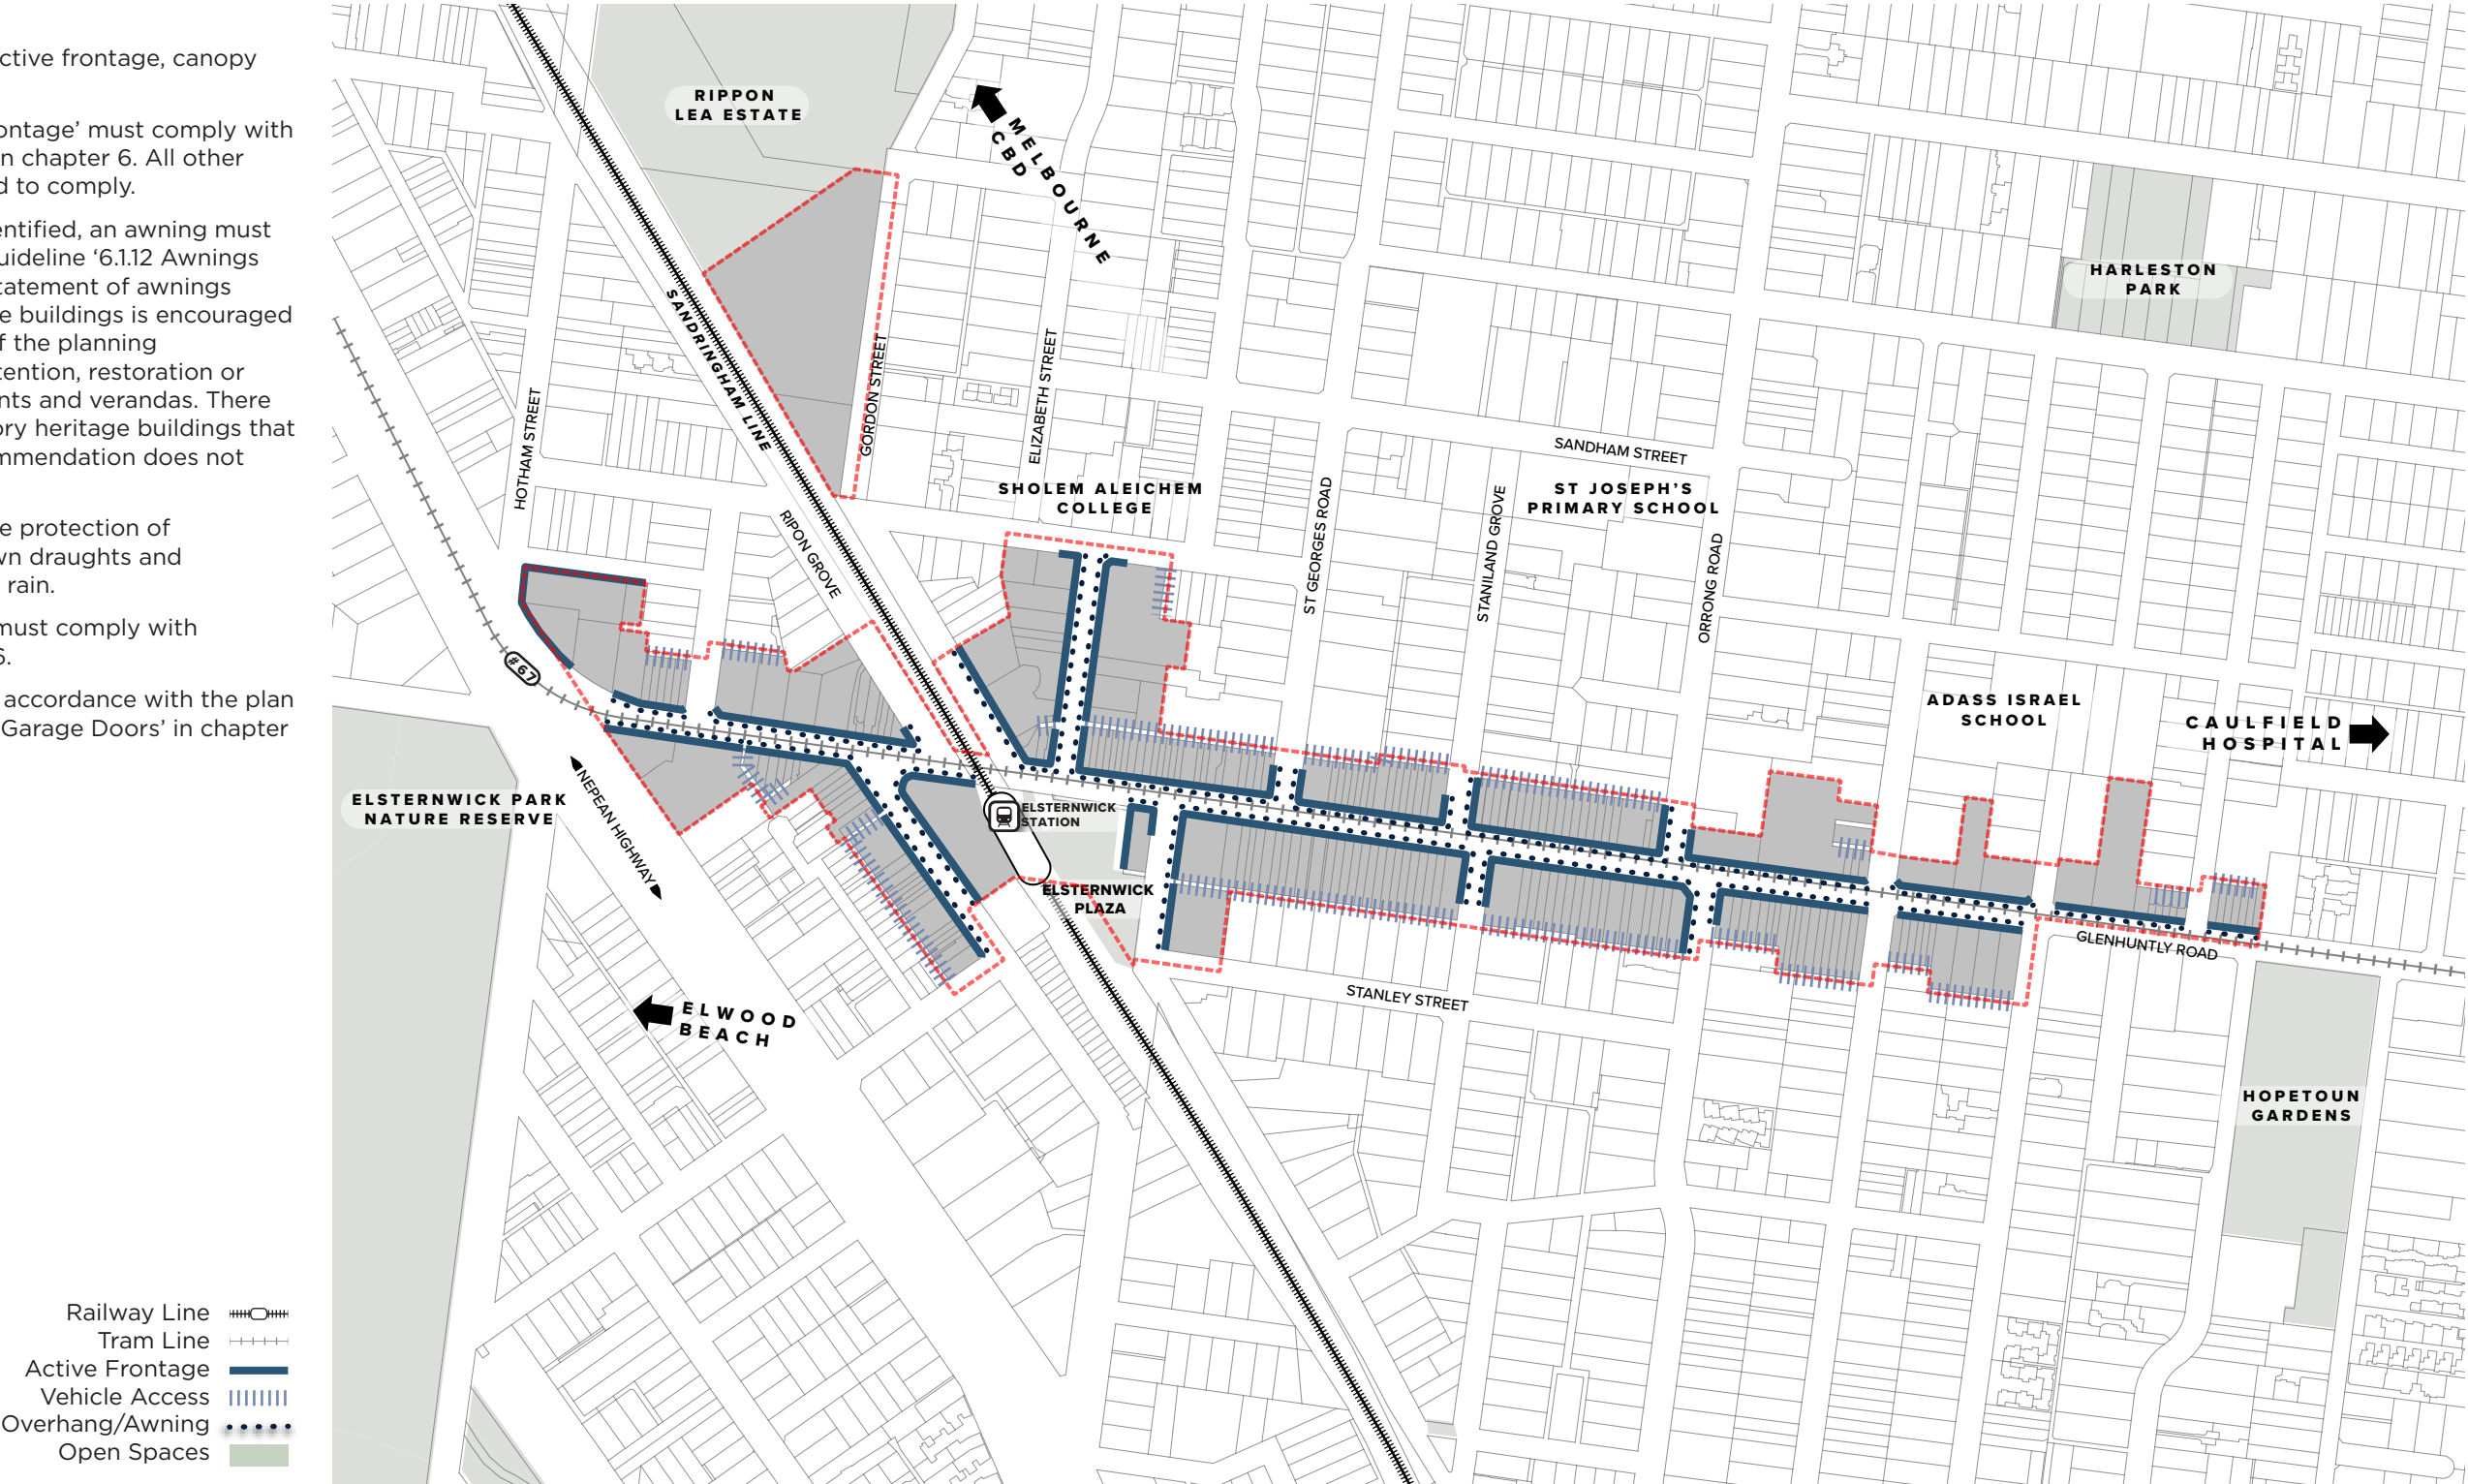 ctive frontage, canopy
ontage’ must comply with
n chapter 6. All other
d to comply.
entified, an awning must
uideline ‘6.1.12 Awnings
tatement of awnings
e buildings is encouraged
f the planning
tention, restoration or
nts and verandas. There
ory heritage buildings that
mmendation does not
e protection of
wn draughts and
rain.
must comply with
6.
accordance with the plan
Garage Doors’ in chapter
Railway Line
Tram Line
Active Frontage
Vehicle Access
Overhang/Awning
Open Spaces
RIPPON
LEA ESTATE
MELBOURNE
CBD
HARLESTON
PARK
SANDRINGHAM LINE
GORDON STREET
ELIZABETH STREET
HOTHAM STREET
SANDHAM STREET
SHOLEM ALEICHEM
COLLEGE
ST JOSEPH’S
PRIMARY SCHOOL
ST GEORGES ROAD
STANILAND GROVE
ORRONG ROAD
RIPON GROVE
#67
ADASS ISRAEL
SCHOOL
CAULFIELD
HOSPITAL
ELSTERNWICK PARK
NATURE RESERVE
NEPEAN HIGHWAY
ELSTERNWICK
STATION
ELSTERNWICK
PLAZA
GLENHUNTLY ROAD
STANLEY STREET
ELWOOD
BEACH
HOPETOUN
GARDENS